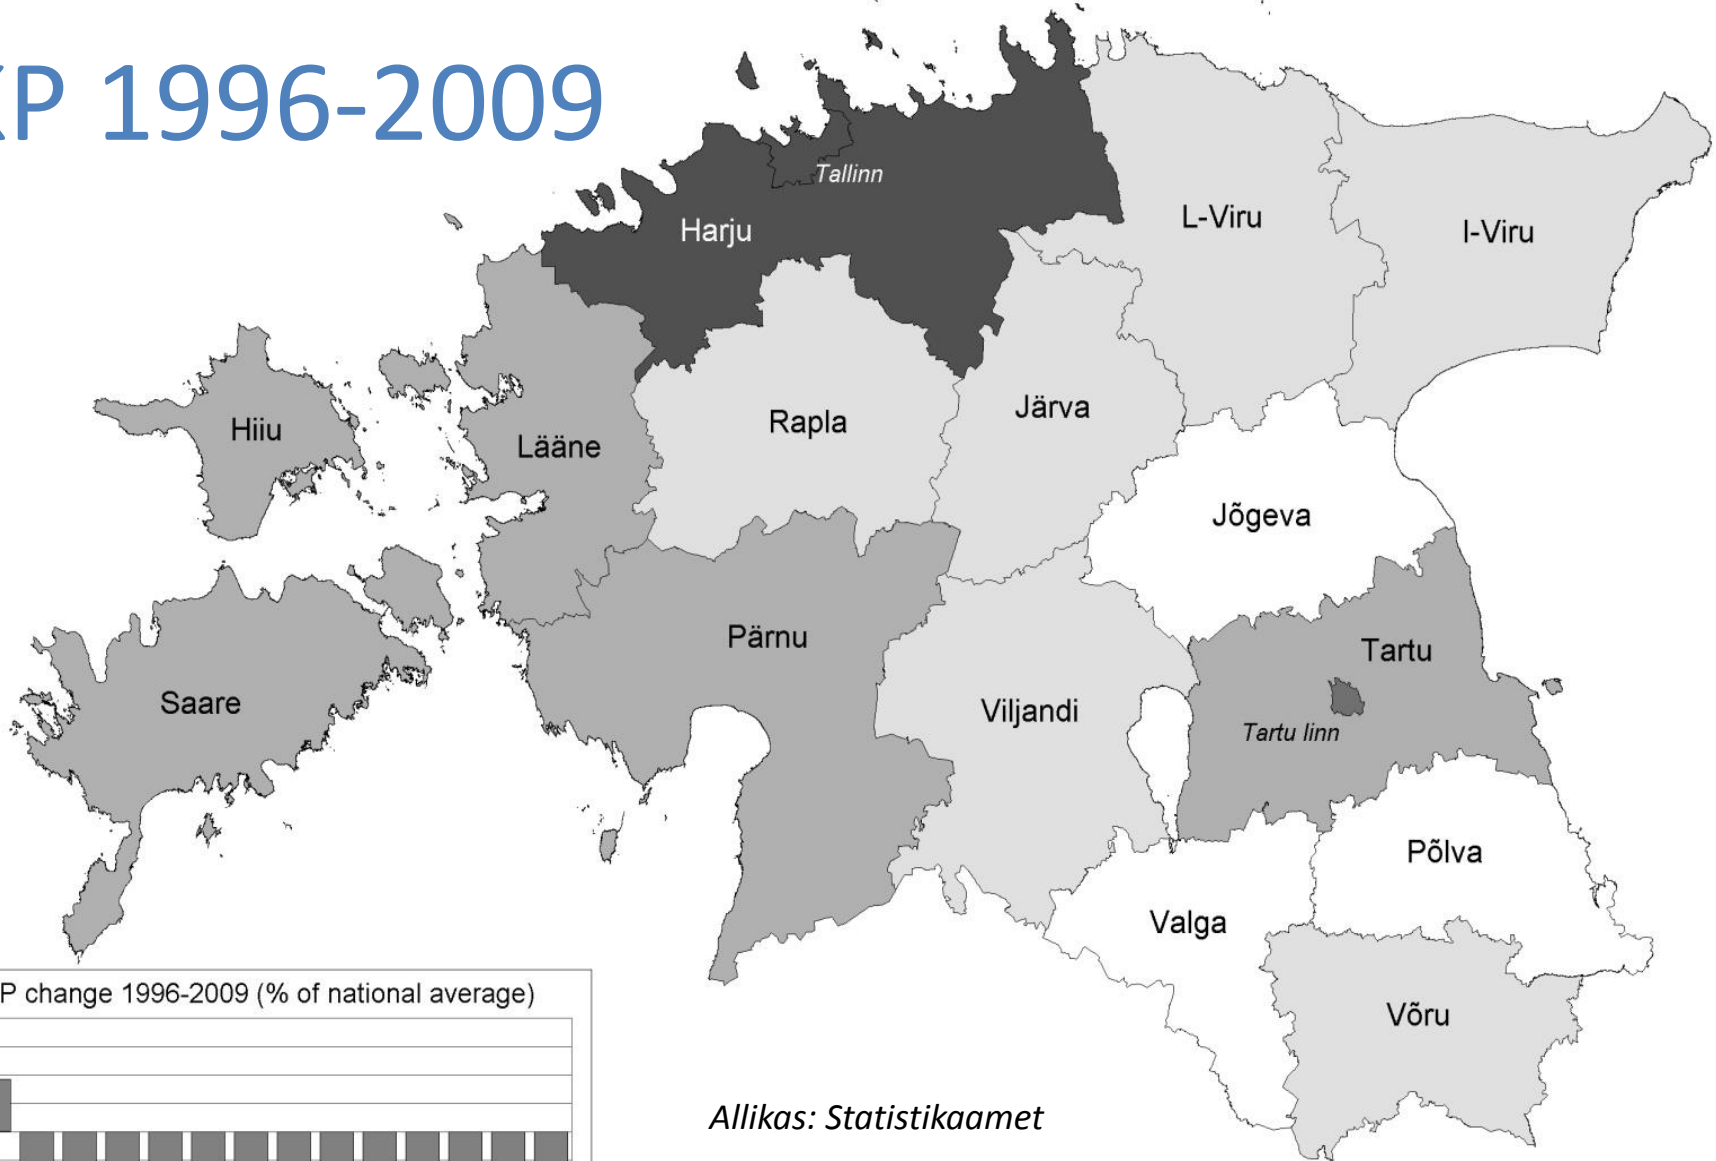 KP 1996-2009
Tallinn
Harju
L-Viru
I-Viru
Hiiu
Lääne
Rapla
Järva
Jõgeva
Pärnu
Tartu
Saare
Viljandi
Tartu linn
Põlva
Valga
Võru
P change 1996-2009 (% of national average)
Allikas: Statistikaamet